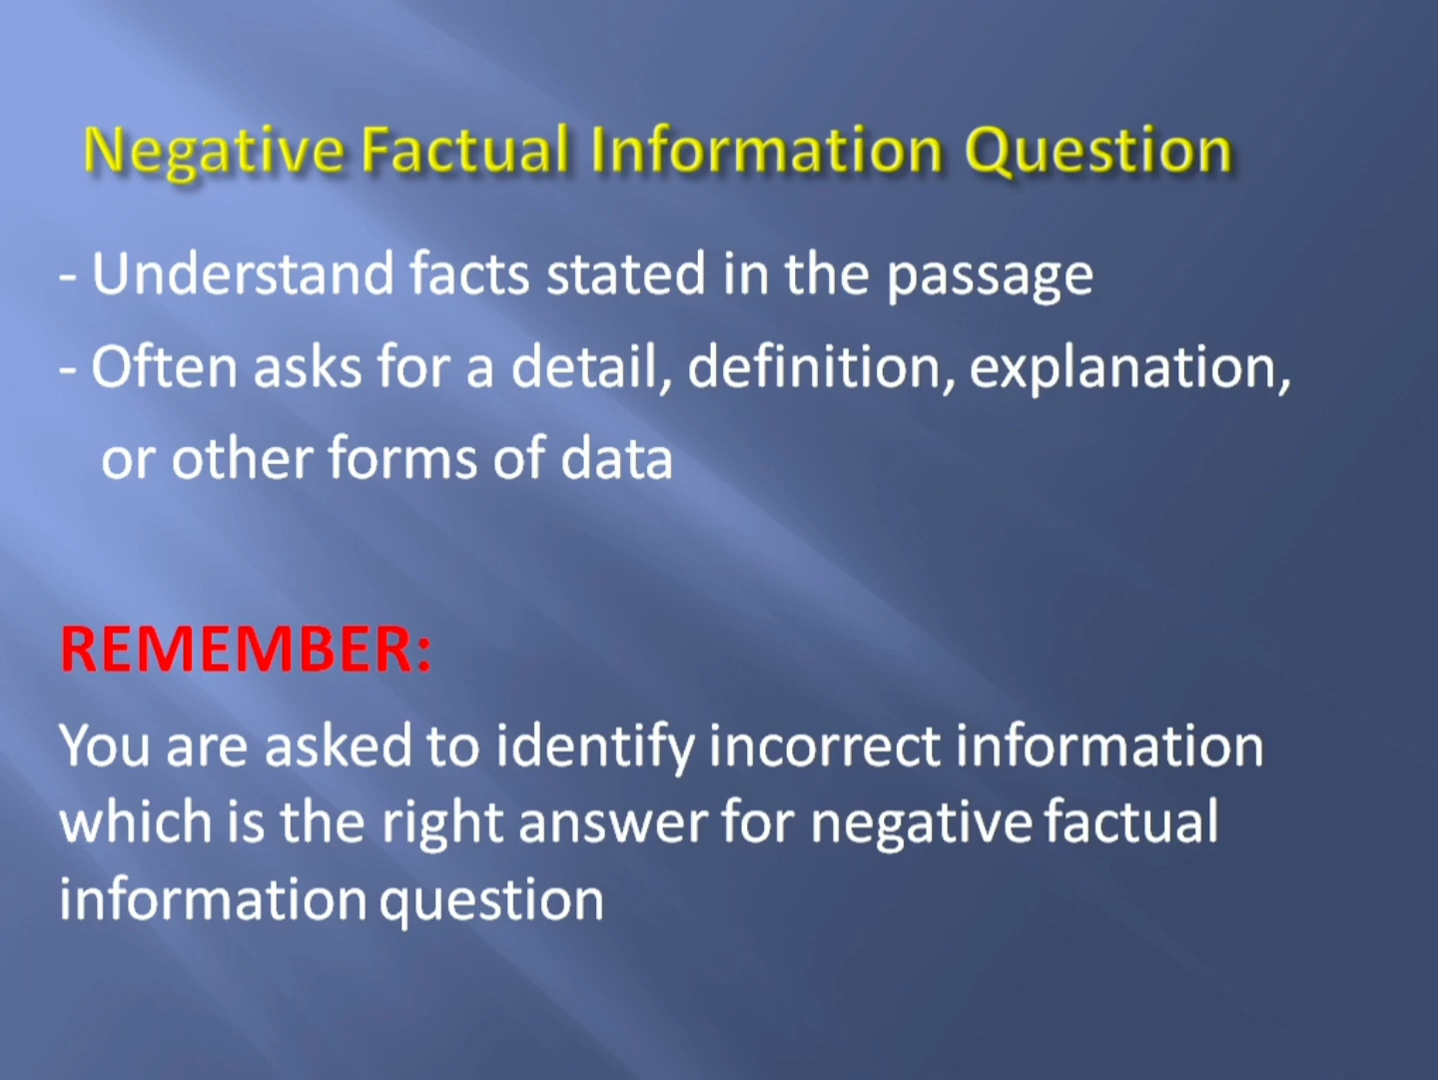 Negative Factual Information Question
- Understand facts stated in the passage
- Often asks for a detail, definition, explanation,
or other forms of data
REMEMBER:
You are asked to identify incorrect information
which is the right answer for negative factual
information question